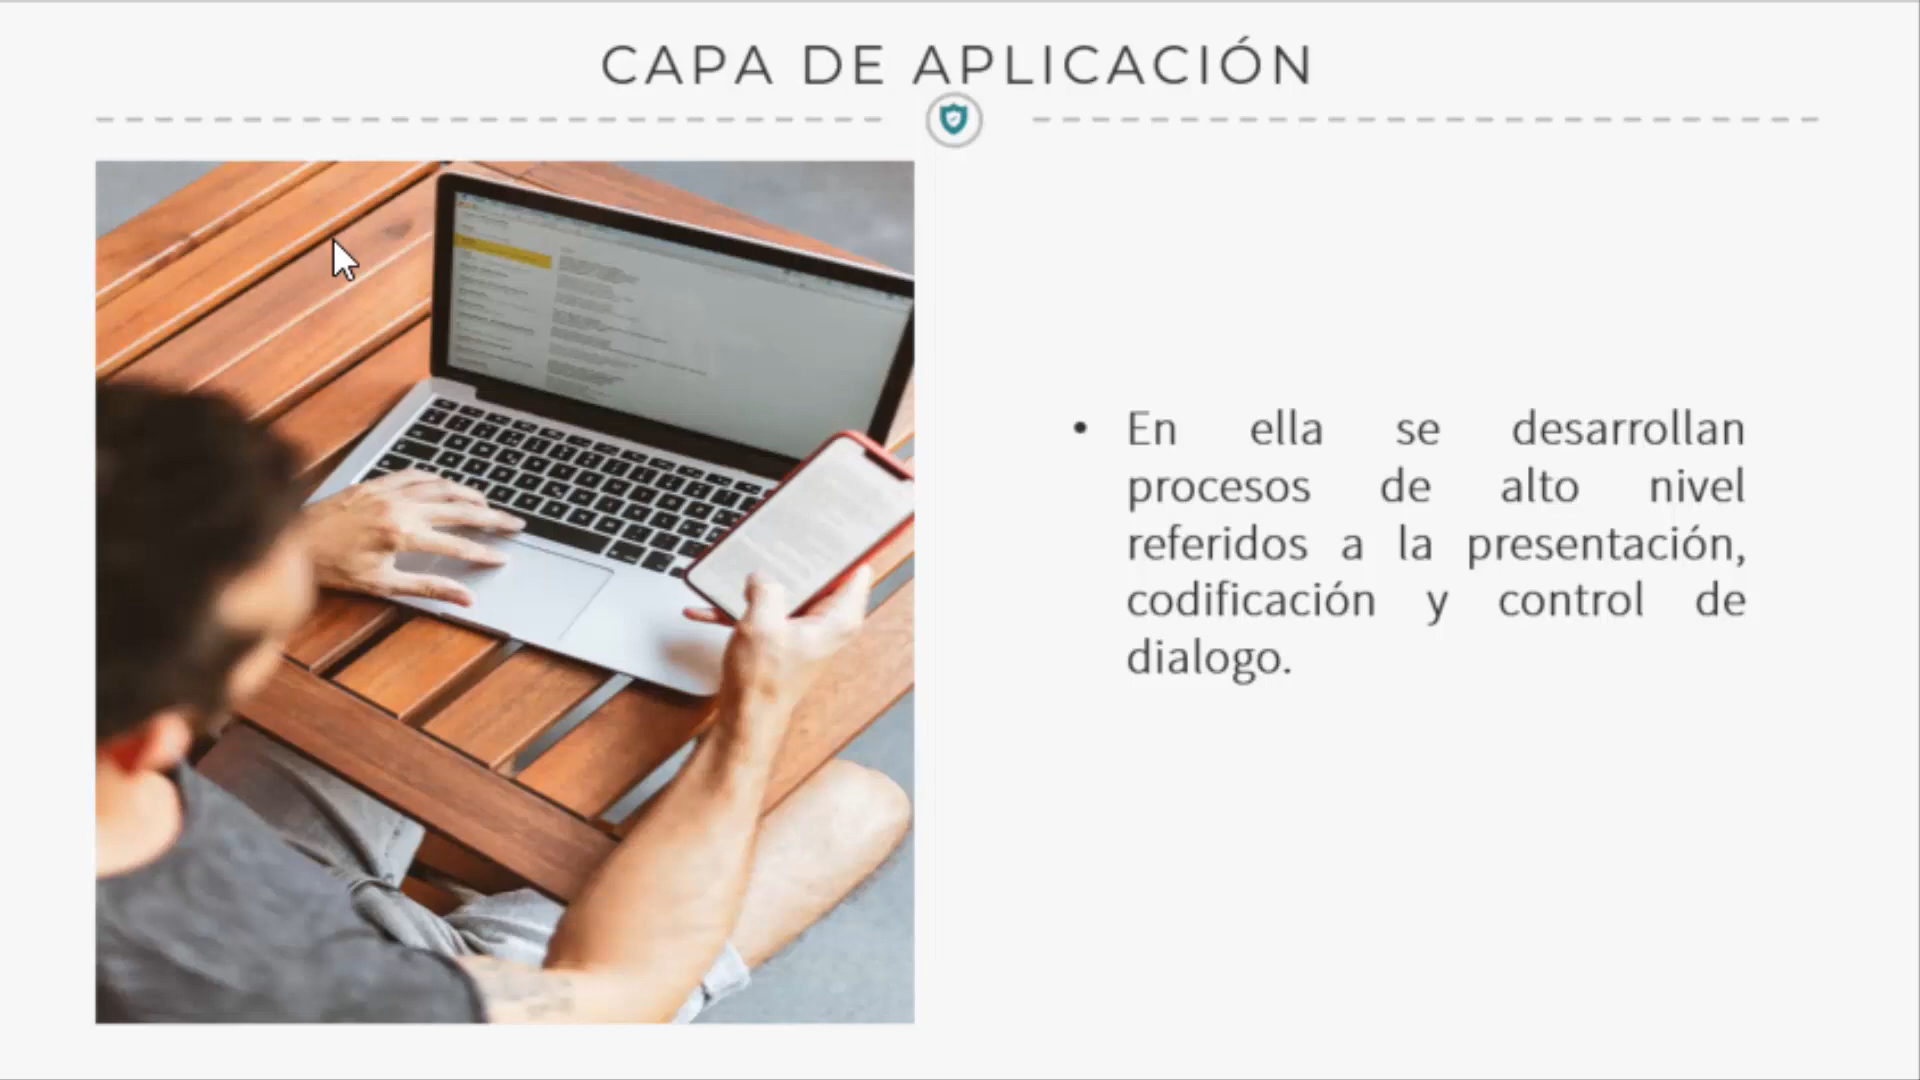 CAPA DE APLICACIÓN
• En ella se desarrollan
procesos de alto nivel
referidos a la presentación,
codificación y control de
dialogo.